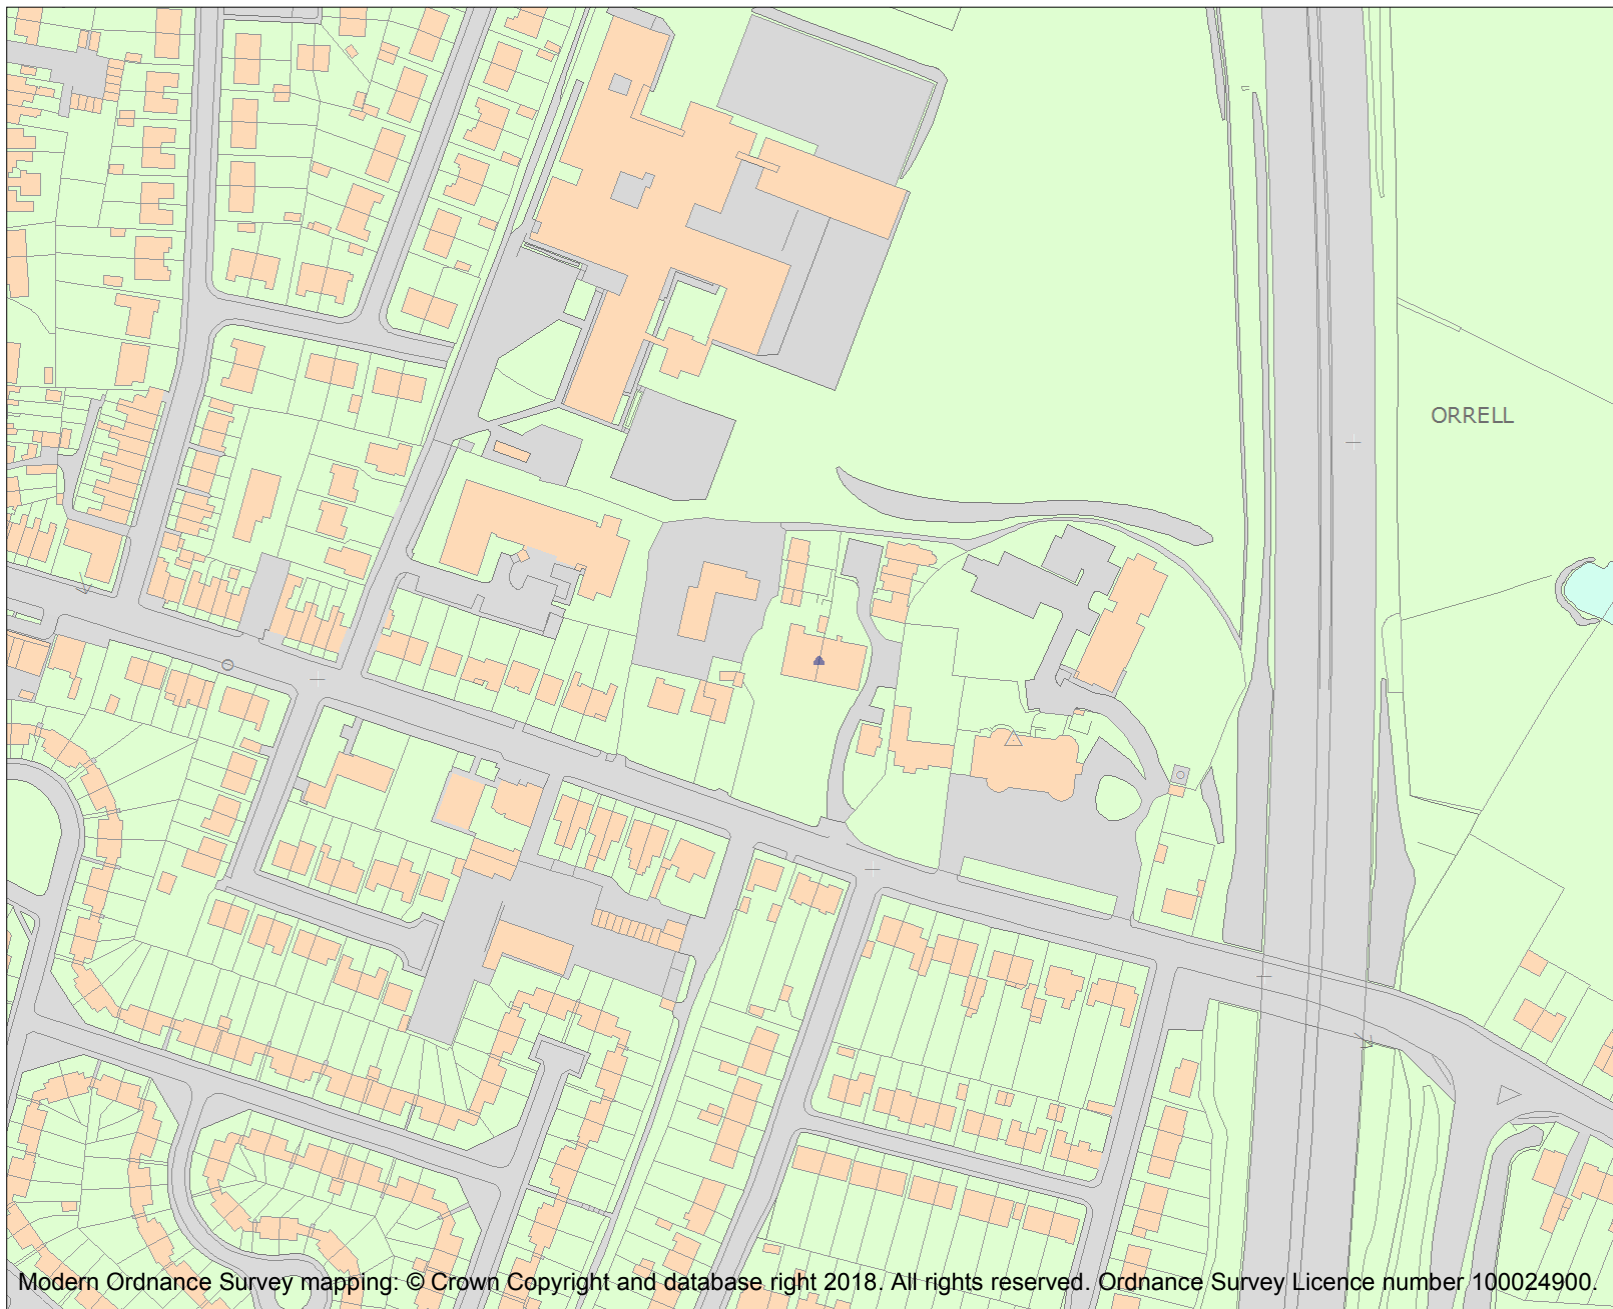 ORRELL
Modern Ordnance Survey mapping: © Crown Copyright and database right 2018. All rights reserved. Ordnance Survey Licence number 100024900.